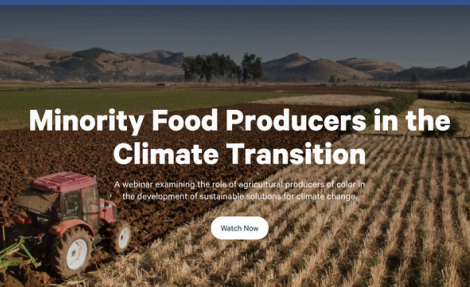 Minority Food Producers in the
Climate Transition
A webinar examining the role of agricultural producers of color in
the development of sustainable solutions for climate change.
Watch Now